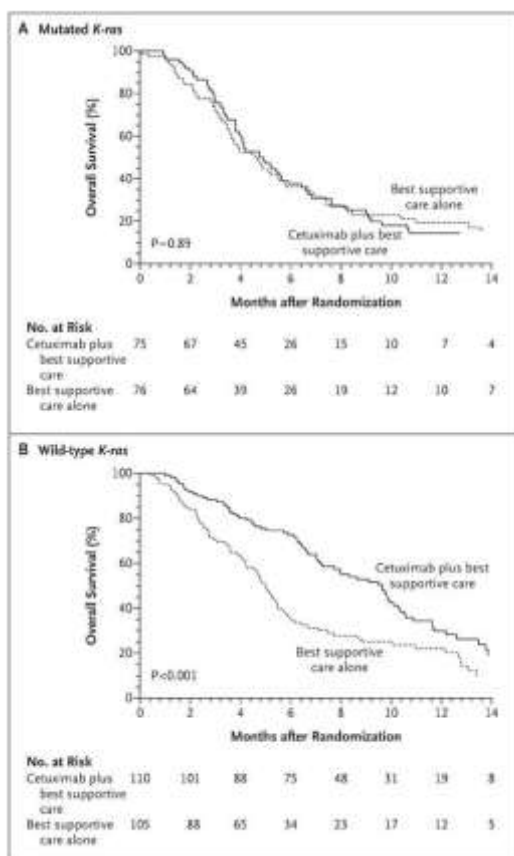 A Mutated K-ras
100
80
60
40
20
0
Overall Survival (%)
Best supportive
care alone
Cetuximab plus best
supportive care
P=0.89
0 2 4 6 8 10 12 14
Months after Randomization
No. at Risk
Cetuximab plus 75 67 45 26 15 10 7 4
best supportive
care
Best supportive 76 64 39 26 19 12 10 7
care alone
B Wild-type K-ras
100
80
60
40
20
0
Overall Survival (%)
Cetuximab plus best
supportive care
Best supportive
care alone
P<0.001
0 2 4 6 8 10 12 14
Months after Randomization
No. at Risk
Cetuximab plus 110 101 88 75 48 31 19 8
best supportive
care
Best supportive 105 88 65 34 23 17 12 5
care alone